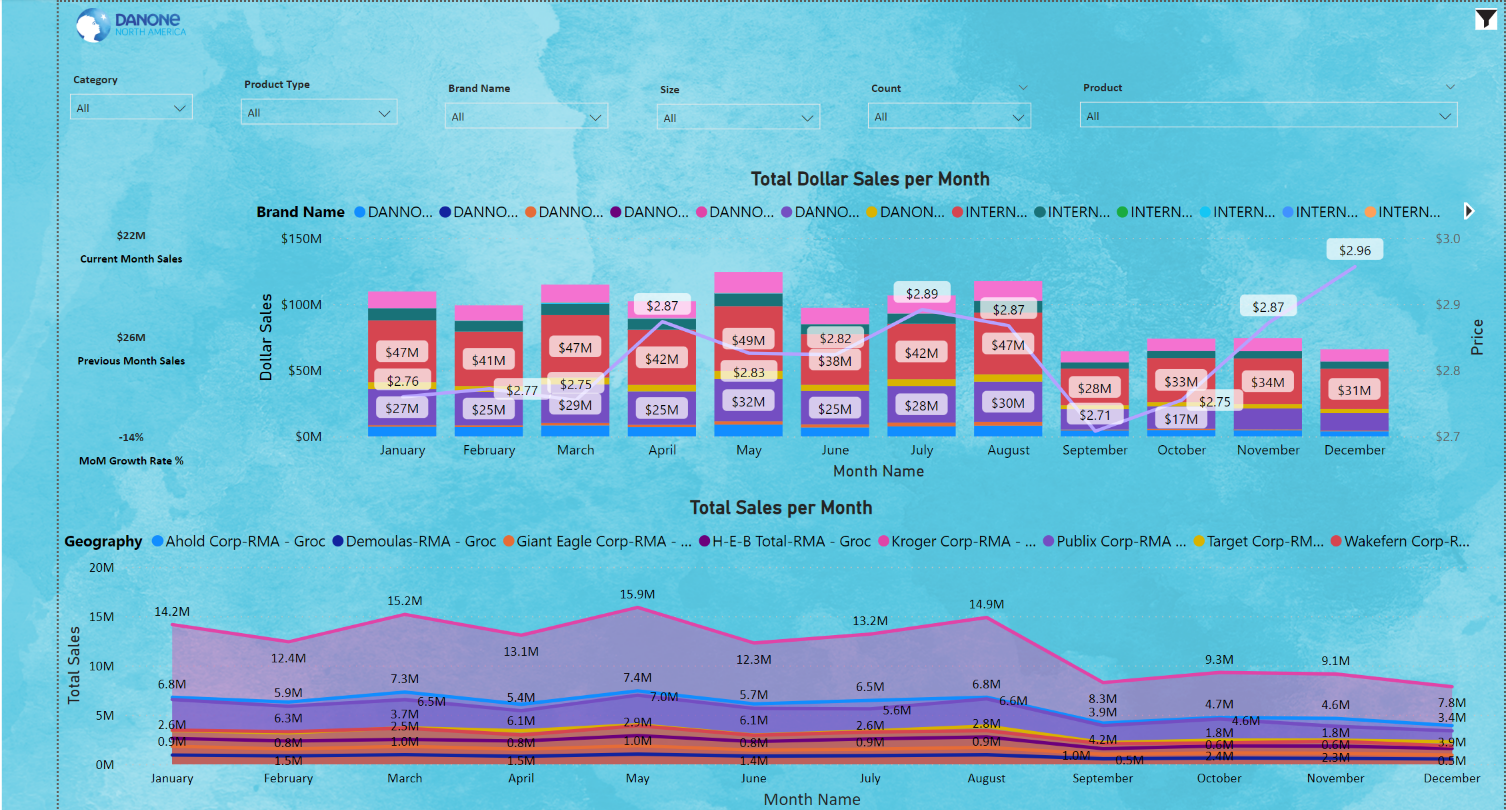 DANONE
NORTH AMERICA
Category
Product Type
Brand Name
Size
Count
Product
All
All
All
All
All
All
Total Dollar Sales per Month
Brand Name DANNO... DANNO... DANNO... DANNO... DANNO... DANNO... DANON... INTERN... INTERN... INTERN... INTERN... INTERN... INTERN...
$22M
Current Month Sales
$26M
Previous Month Sales
-14%
MoM Growth Rate %
Dollar Sales
$150M
$100M
$50M
$0M
$47M
$2.76
$27M
$41M
$2.77
$25M
$47M
$2.75
$29M
$2.87
$42M
$25M
$49M
$2.83
$32M
$2.82
$38M
$25M
$2.89
$42M
$28M
$2.87
$47M
$30M
$28M
$2.71
$33M
$2.75
$17M
$2.87
$34M
$2.96
$31M
$3.0
$2.9
$2.8
$2.7
Price
January February March April May June July August September October November December
Month Name
Total Sales per Month
Geography Ahold Corp-RMA - Groc Demoulas-RMA - Groc Giant Eagle Corp-RMA - ... H-E-B Total-RMA - Groc Kroger Corp-RMA - ... Publix Corp-RMA ... Target Corp-RM... Wakefern Corp-R...
Total Sales
20M
15M
10M
5M
0M
14.2M
6.8M
2.6M
0.9M
12.4M
5.9M
6.3M
0.8M
1.5M
15.2M
7.3M
6.5M
3.7M
2.5M
1.0M
13.1M
5.4M
6.1M
0.8M
1.5M
15.9M
7.4M
7.0M
2.9M
1.0M
12.3M
5.7M
6.1M
0.8M
1.4M
13.2M
6.5M
5.6M
2.6M
0.9M
14.9M
6.8M
6.6M
2.8M
0.9M
8.3M
3.9M
4.2M
1.0M
0.5M
9.3M
4.7M
4.6M
1.8M
0.6M
2.4M
9.1M
4.6M
1.8M
0.6M
2.3M
7.8M
3.4M
3.9M
0.5M
January February March April May June July August September October November December
Month Name